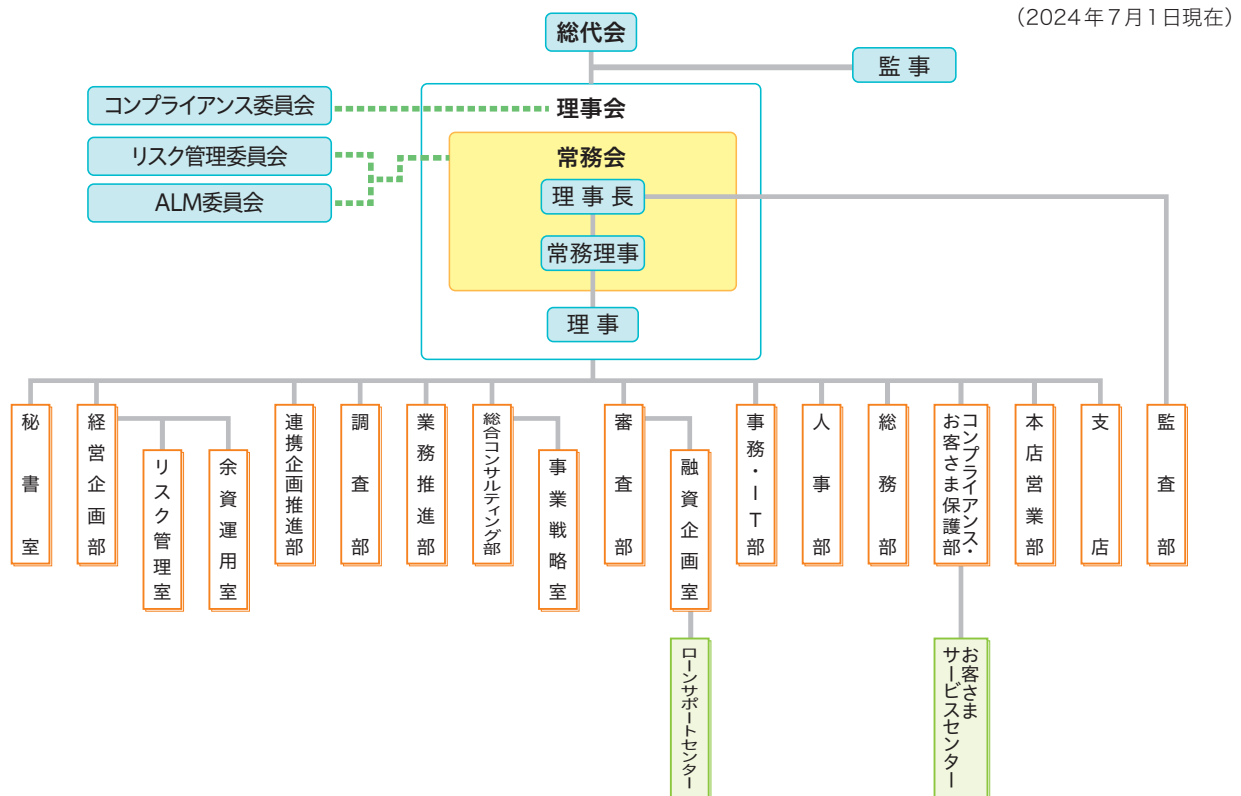 (2024年7月1日現在)
総代会
監事
コンプライアンス委員会
理事会
リスク管理委員会
常務会
ALM委員会
理事長
常務理事
理事
秘書室
経営企画部
リスク管理室
余資運用室
連携企画推進部
調査部
業務推進部
総合コンサルティング部
事業戦略室
審査部
融資企画室
事務・IT部
人事部
総務部
コンプライアンス・
お客さま保護部
本店営業部
支店
監査部
ローンサポートセンター
お客さま
サービスセンター